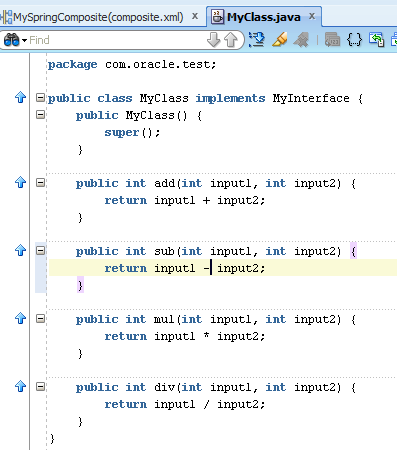 MySpringComposite(composite.xml) x MyClass.java x
Find
package com.oracle.test;
public class MyClass implements MyInterface {
public MyClass() {
super();
}
public int add(int input1, int input2) {
return input1 + input2;
}
public int sub(int input1, int input2) {
return input1 - input2;
}
public int mul(int input1, int input2) {
return input1 * input2;
}
public int div(int input1, int input2) {
return input1 / input2;
}
}